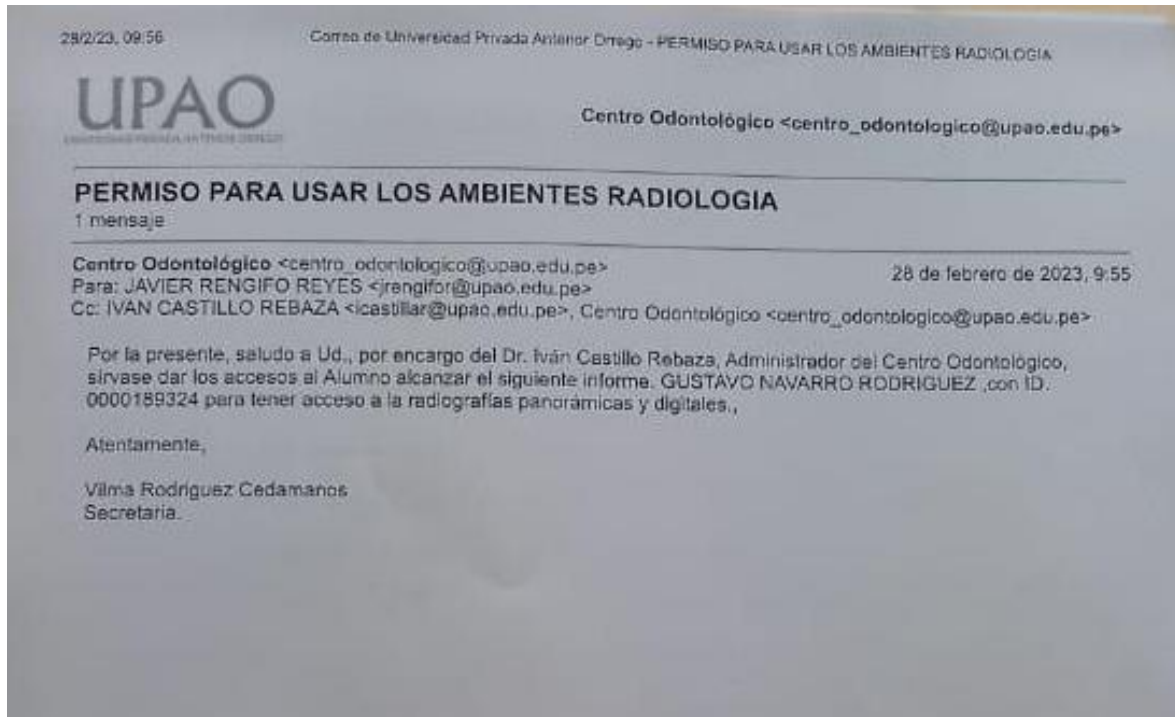 28/2/23, 09:56 Correo de Universidad Privada Antenor Orrego - PERMISO PARA USAR LOS AMBIENTES RADIOLOGIA
UPAO
UNIVERSIDAD PRIVADA ANTENOR ORREGO
Centro Odontológico <centro_odontologico@upao.edu.pe>
PERMISO PARA USAR LOS AMBIENTES RADIOLOGIA
1 mensaje
Centro Odontológico <centro_odontologico@upao.edu.pe> 28 de febrero de 2023, 9:55
Para: JAVIER RENGIFO REYES <jrengifor@upao.edu.pe>
Cc: IVAN CASTILLO REBAZA <icastillar@upao.edu.pe>, Centro Odontológico <centro_odontologico@upao.edu.pe>
Por la presente, saludo a Ud., por encargo del Dr. Iván Castillo Rebaza, Administrador del Centro Odontológico,
sírvase dar los accesos al Alumno alcanzar el siguiente informe. GUSTAVO NAVARRO RODRIGUEZ ,con ID.
0000189324 para tener acceso a la radiografías panorámicas y digitales.,
Atentamente,
Vilma Rodríguez Cedamanos
Secretaria.